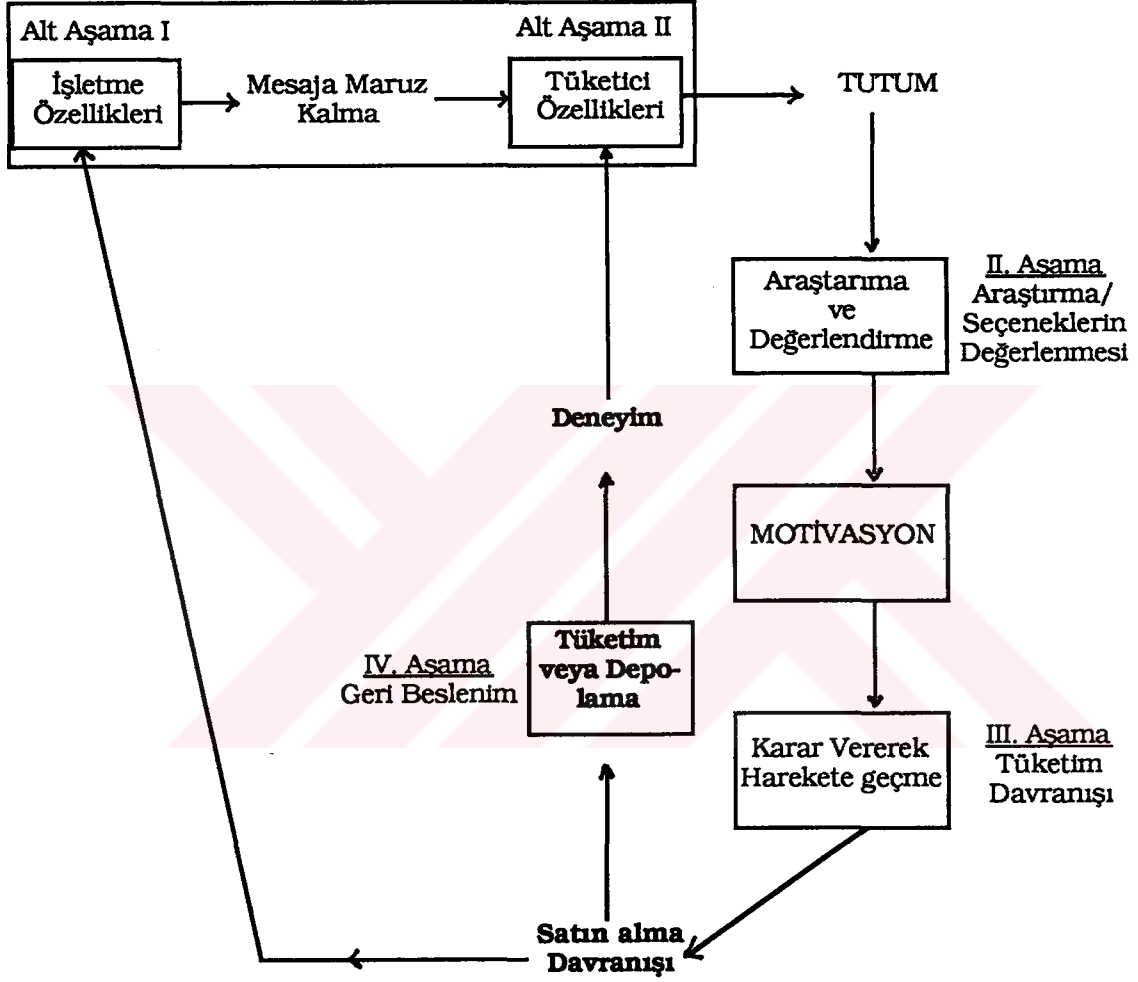 Alt Aşama I
Alt Aşama II
İşletme
Özellikleri
Mesaja Maruz
Kalma
Tüketici
Özellikleri
TUTUM
Araştarıma
ve
Değerlendirme
II. Aşama
Araştırma/
Seçeneklerin
Değerlenmesi
Deneyim
MOTİVASYON
IV. Aşama
Geri Beslenim
Tüketim
veya Depo-
lama
Karar Vererek
Harekete geçme
III. Aşama
Tüketim
Davranışı
Satın alma
Davranışı